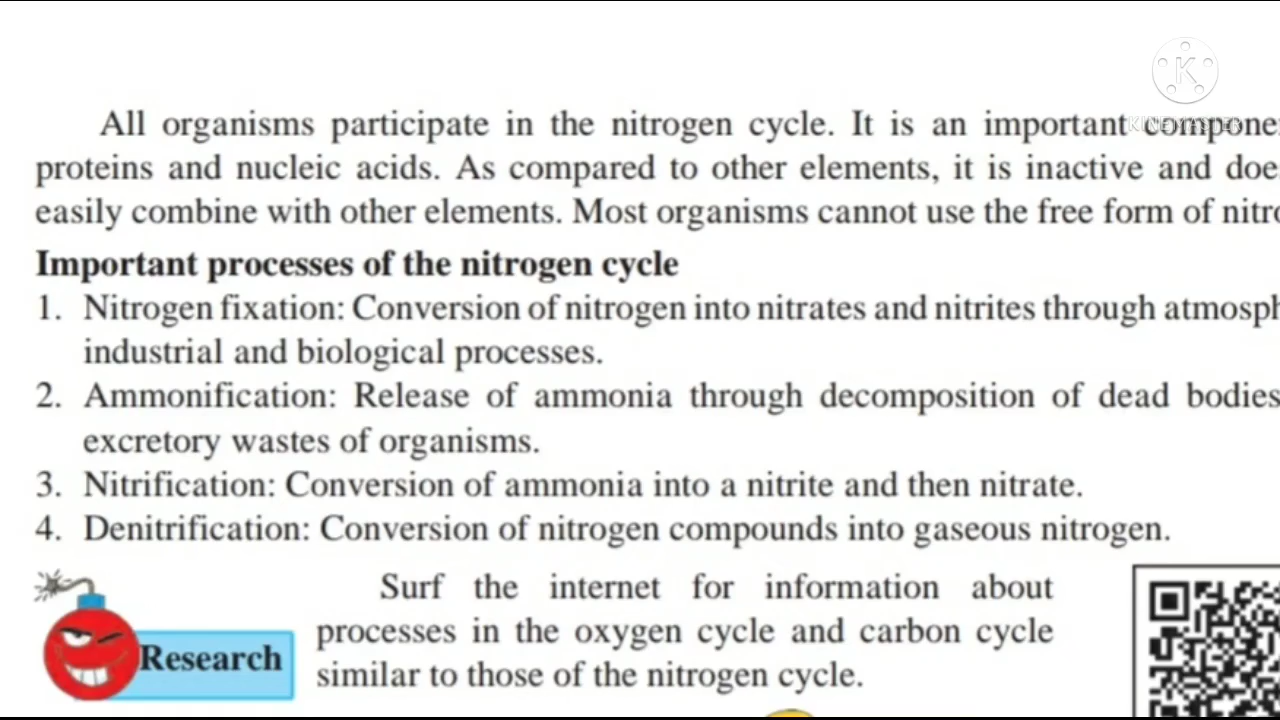 All organisms participate in the nitrogen cycle. It is an important
proteins and nucleic acids. As compared to other elements, it is inactive and
easily combine with other elements. Most organisms cannot use the free form of
Important processes of the nitrogen cycle
1. Nitrogen fixation: Conversion of nitrogen into nitrates and nitrites through
industrial and biological processes.
2. Ammonification: Release of ammonia through decomposition of dead bodies
excretory wastes of organisms.
3. Nitrification: Conversion of ammonia into a nitrite and then nitrate.
4. Denitrification: Conversion of nitrogen compounds into gaseous nitrogen.
Surf the internet for information about
processes in the oxygen cycle and carbon cycle
similar to those of the nitrogen cycle.
Research
K
KINEMASTER